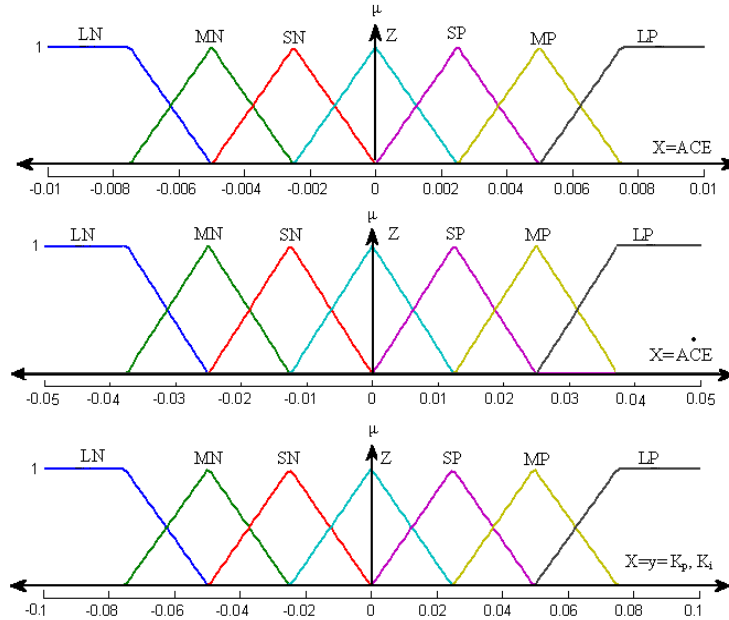 μ
LN MN SN Z SP MP LP
1
X=ACE
-0.01 -0.008 -0.006 -0.004 -0.002 0 0.002 0.004 0.006 0.008 0.01
μ
LN MN SN Z SP MP LP
1
X=AĊE
-0.05 -0.04 -0.03 -0.02 -0.01 0 0.01 0.02 0.03 0.04 0.05
μ
LN MN SN Z SP MP LP
1
X=y=Kp, Ki
-0.1 -0.08 -0.06 -0.04 -0.02 0 0.02 0.04 0.06 0.08 0.1